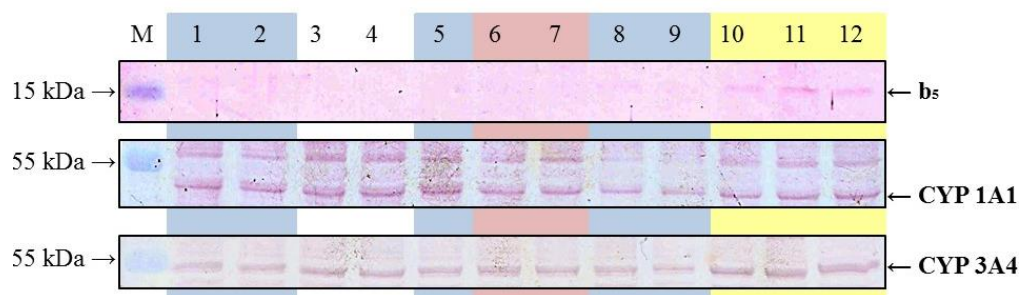 M 1 2 3 4 5 6 7 8 9 10 11 12
15 kDa → ← b₅
55 kDa →
← CYP 1A1
55 kDa → ← CYP 3A4